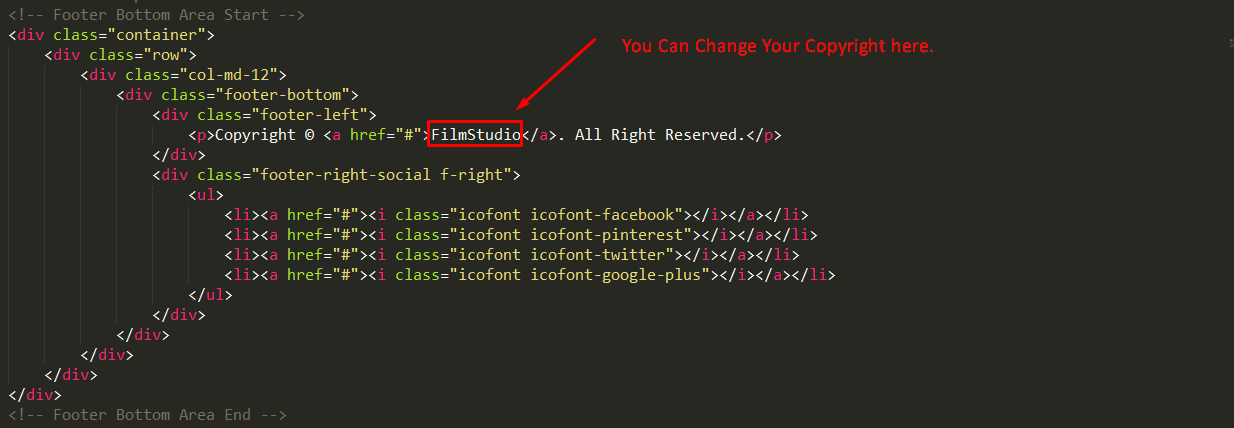 <!-- Footer Bottom Area Start -->
<div class="container">
You Can Change Your Copyright here.
<div class="row">
<div class="col-md-12">
<div class="footer-bottom">
<div class="footer-left">
<p>Copyright © <a href="#">FilmStudio</a>. All Right Reserved.</p>
</div>
<div class="footer-right-social f-right">
<ul>
<li><a href="#"><i class="icofont icofont-facebook"></i></a></li>
<li><a href="#"><i class="icofont icofont-pinterest"></i></a></li>
<li><a href="#"><i class="icofont icofont-twitter"></i></a></li>
<li><a href="#"><i class="icofont icofont-google-plus"></i></a></li>
</ul>
</div>
</div>
</div>
</div>
</div>
<!-- Footer Bottom Area End -->